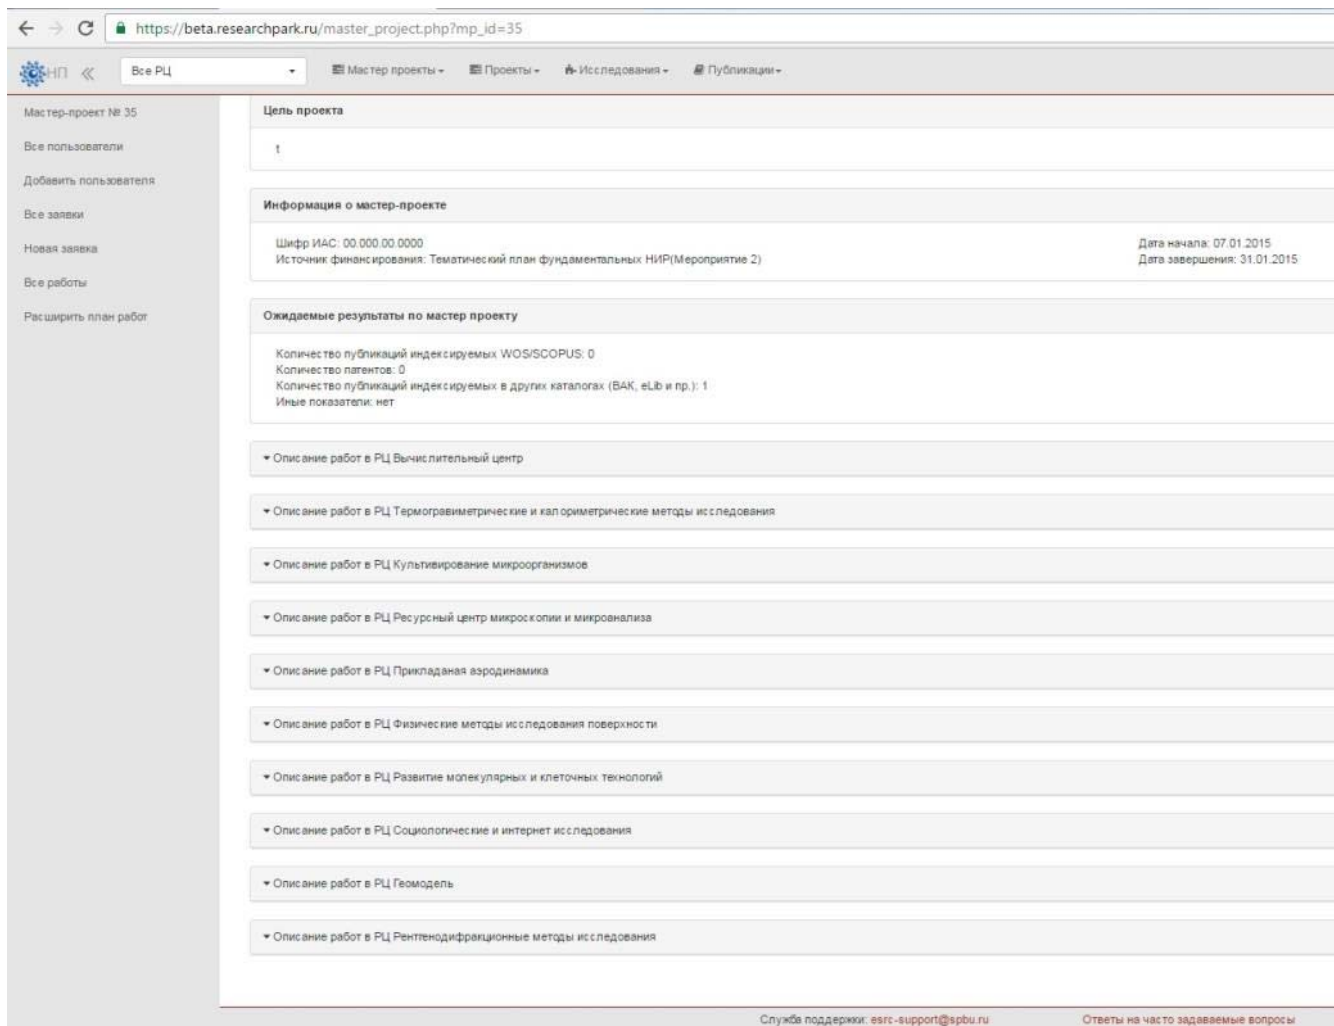 https://beta.researchpark.ru/master_project.php?mp_id=35
НП Все РЦ Мастер проекты Проекты Исследования Публикации
Мастер-проект № 35
Все пользователи
Добавить пользователя
Все заявки
Новая заявка
Все работы
Расширить план работ
Цель проекта
t
Информация о мастер-проекте
Шифр ИАС: 00.000.00.0000
Источник финансирования: Тематический план фундаментальных НИР(Мероприятие 2)
Дата начала: 07.01.2015
Дата завершения: 31.01.2015
Ожидаемые результаты по мастер проекту
Количество публикаций индексируемых WOS/SCOPUS: 0
Количество патентов: 0
Количество публикаций индексируемых в других каталогах (ВАК, eLib и пр.): 1
Иные показатели: нет
Описание работ в РЦ Вычислительный центр
Описание работ в РЦ Термогравиметрические и калориметрические методы исследования
Описание работ в РЦ Культивирование микроорганизмов
Описание работ в РЦ Ресурсный центр микроскопии и микроанализа
Описание работ в РЦ Прикладаная аэродинамика
Описание работ в РЦ Физические методы исследования поверхности
Описание работ в РЦ Развитие молекулярных и клеточных технологий
Описание работ в РЦ Социологические и интернет исследования
Описание работ в РЦ Геомодель
Описание работ в РЦ Рентгенодифракционные методы исследования
Служба поддержки: esrc-support@spbu.ru Ответы на часто задаваемые вопросы